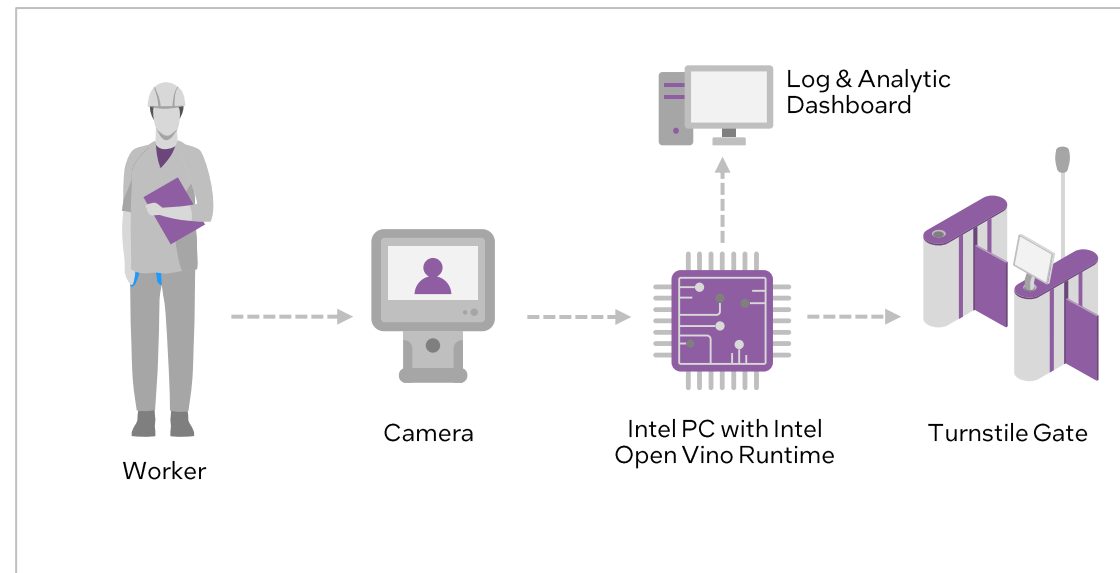 Log & Analytic
Dashboard
Worker
Camera
Intel PC with Intel
Open Vino Runtime
Turnstile Gate